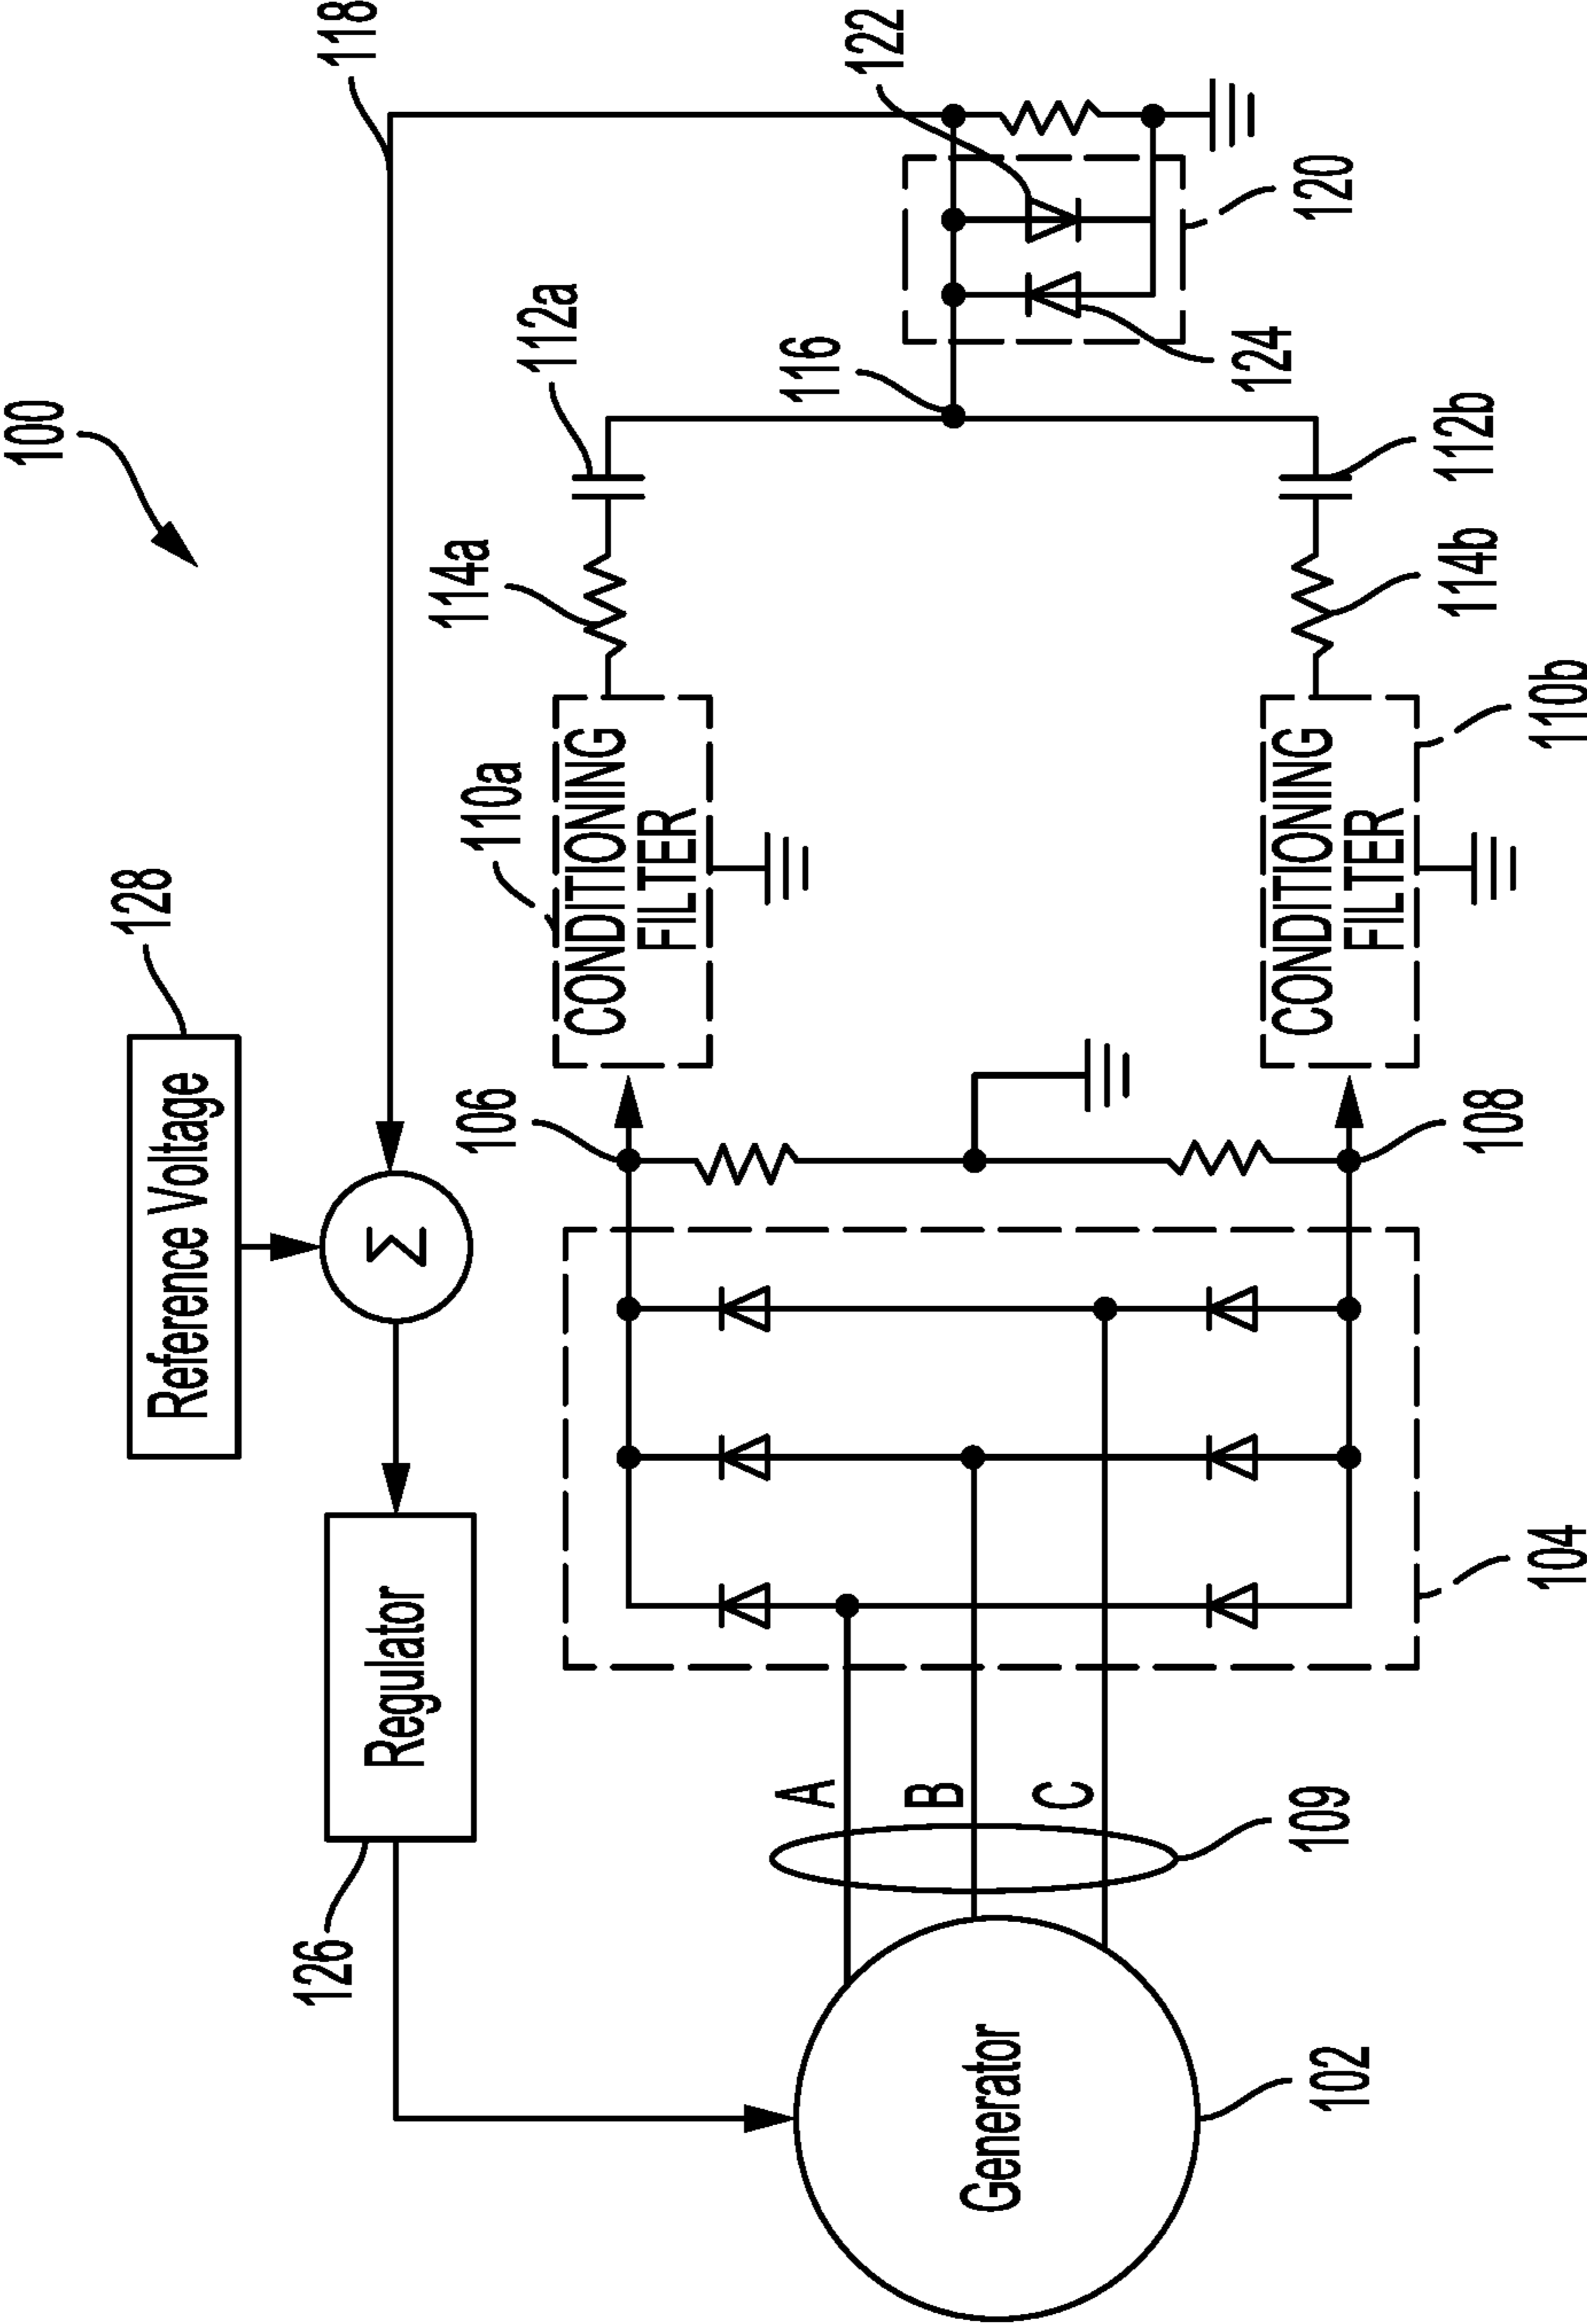 100
118
128
Reference Voltage
Σ
Regulator
126
106
110a
CONDITIONING
FILTER
114a
112a
116
122
120
124
A
B
C
109
Generator
102
104
108
CONDITIONING
FILTER
110b
114b
112b